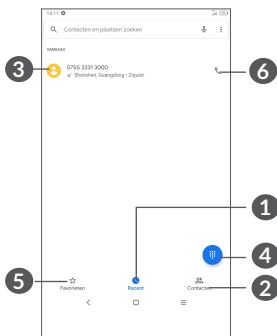 14:11
Contacten en plaatsen zoeken
VANDAAG
3
0755 3331 3000
Shenzhen, Guangdong • Zojuist
6
1
4
5
Favorieten
Recent
Contacten
2